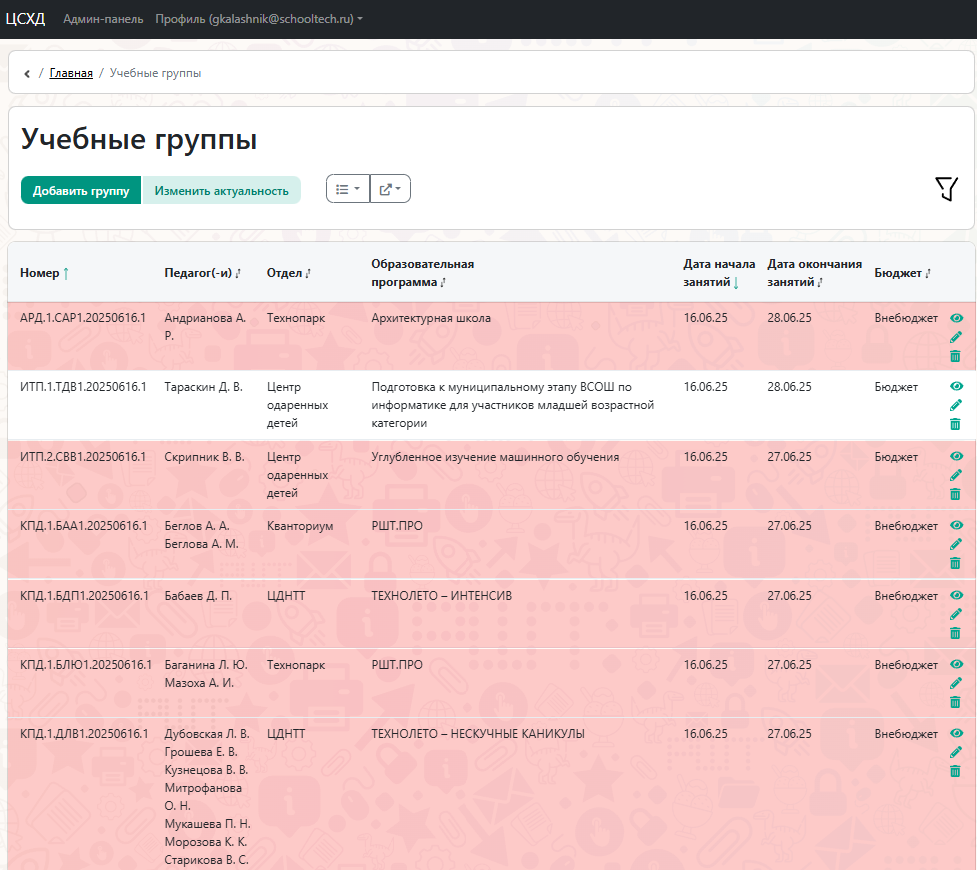 ЦСХД Админ-панель Профиль (gkalashnik@schooltech.ru)
/ Главная / Учебные группы
Учебные группы
Добавить группу Изменить актуальность
Номер Педагог(-и) Отдел Образовательная программа Дата начала занятий Дата окончания занятий Бюджет
АРД.1.САР1.20250616.1 Андрианова А. Технопарк Архитектурная школа 16.06.25 28.06.25 Внебюджет
Р.
ИТП.1.ТДВ1.20250616.1 Тараскин Д. В. Центр Подготовка к муниципальному этапу ВСОШ по 16.06.25 28.06.25 Бюджет
одаренных информатике для участников младшей возрастной
детей категории
ИТП.2.СВВ1.20250616.1 Скрипник В. В. Центр Углубленное изучение машинного обучения 16.06.25 27.06.25 Бюджет
одаренных
детей
КПД.1.БАА1.20250616.1 Беглов А. А. Кванториум РШТ.ПРО 16.06.25 27.06.25 Внебюджет
Беглова А. М.
КПД.1.БДП1.20250616.1 Бабаев Д. П. ЦДНТТ ТЕХНОЛЕТО – ИНТЕНСИВ 16.06.25 27.06.25 Внебюджет
КПД.1.БЛЮ1.20250616.1 Баганина Л. Ю. Технопарк РШТ.ПРО 16.06.25 27.06.25 Внебюджет
Мазоха А. И.
КПД.1.ДЛВ1.20250616.1 Дубовская Л. В. ЦДНТТ ТЕХНОЛЕТО – НЕСКУЧНЫЕ КАНИКУЛЫ 16.06.25 27.06.25 Внебюджет
Грошева Е. В.
Кузнецова В. В.
Митрофанова
О. Н.
Мукашева П. Н.
Морозова К. К.
Старикова В. С.